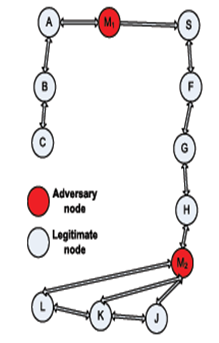 A M₁ S
B F
C G
Adversary
node
H
Legitimate
node
M₂
L K J